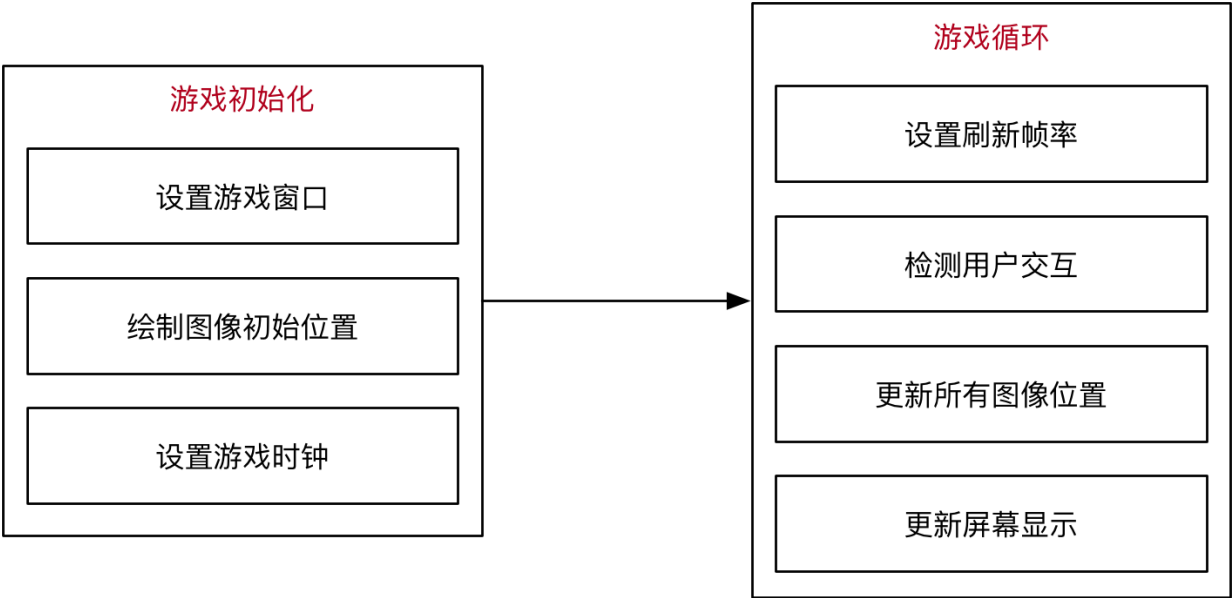 游戏初始化
设置游戏窗口
绘制图像初始位置
设置游戏时钟
游戏循环
设置刷新帧率
检测用户交互
更新所有图像位置
更新屏幕显示